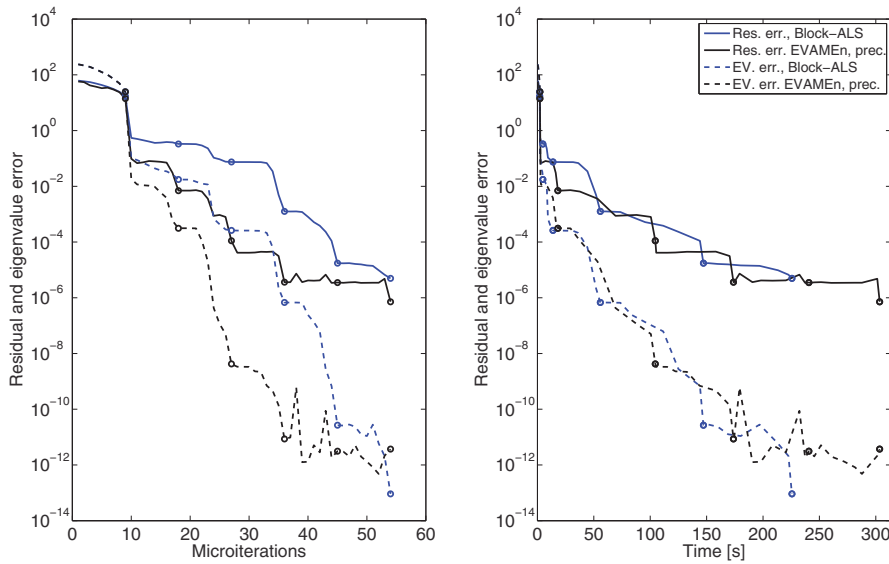 Residual and eigenvalue error
10^4
10^2
10^0
10^−2
10^−4
10^−6
10^−8
10^−10
10^−12
10^−14
0 10 20 30 40 50 60
Microiterations
Residual and eigenvalue error
10^4
10^2
10^0
10^−2
10^−4
10^−6
10^−8
10^−10
10^−12
10^−14
0 50 100 150 200 250 300
Time [s]
Res. err., Block−ALS
Res. err. EVAMEn, prec.
EV. err., Block−ALS
EV. err. EVAMEn, prec.